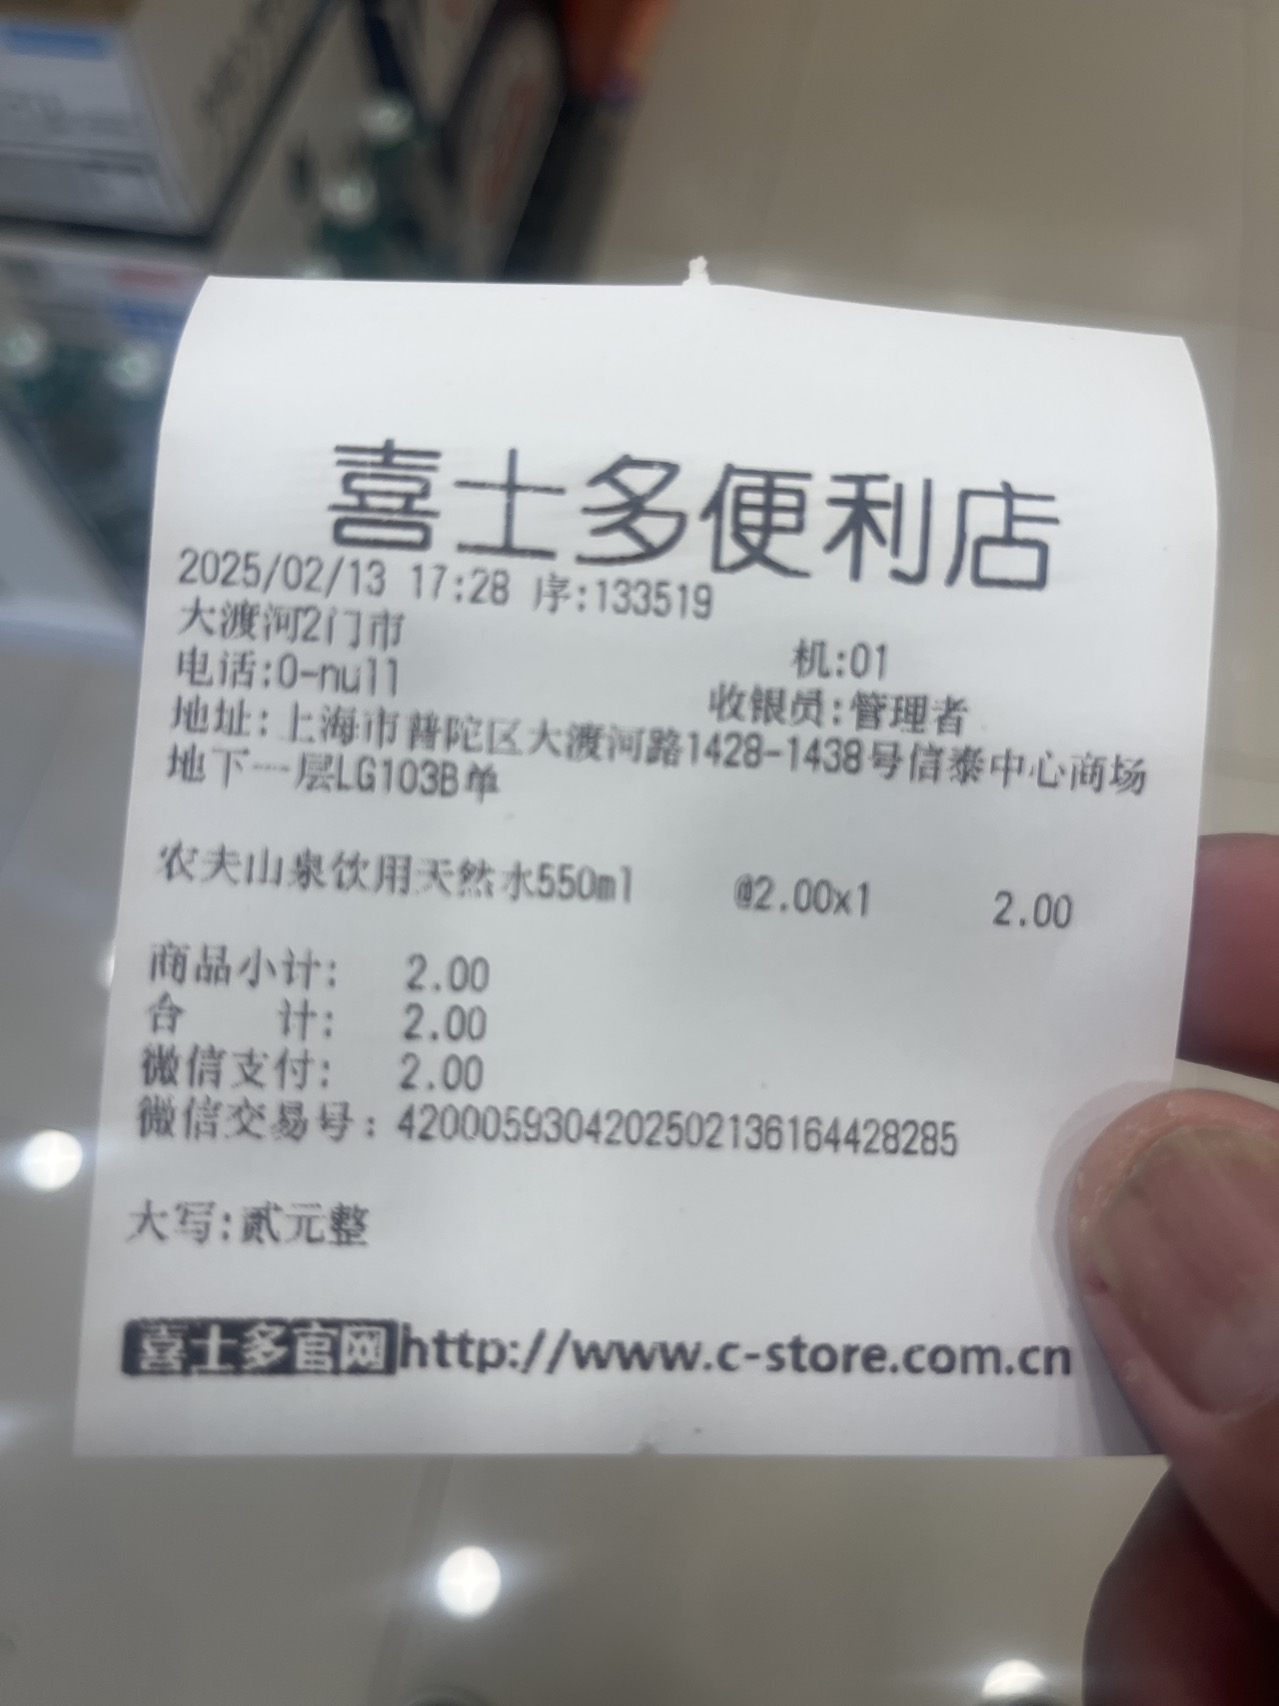 喜士多便利店
2025/02/13 17:28 序:133519
大渡河2门市 机:01
电话:0-null 收银员:管理者
地址:上海市普陀区大渡河路1428-1438号信泰中心商场
地下一层LG103B单
农夫山泉饮用天然水550ml @2.00x1 2.00
商品小计: 2.00
合 计: 2.00
微信支付: 2.00
微信交易号: 4200059304202502136164428285
大写:贰元整
喜士多官网http://www.c-store.com.cn